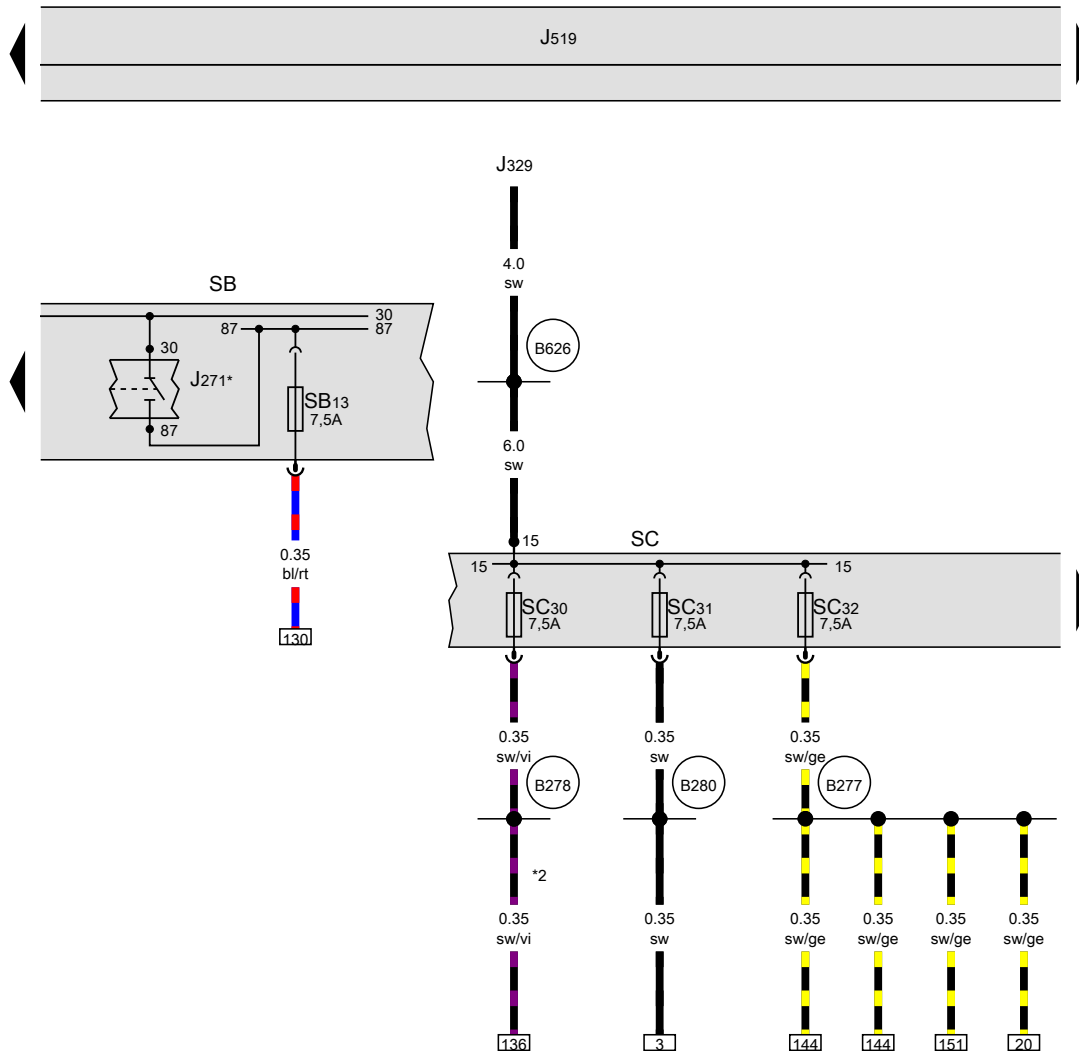 J519
J329
4.0
sw
SB
30
87
87
B626
30
J271*
SB13
7,5A
87
6.0
sw
15
SC
0.35
bl/rt
15
15
SC30
7,5A
SC31
7,5A
SC32
7,5A
130
0.35
sw/vi
0.35
sw
0.35
sw/ge
B278
B280
B277
*2
0.35
sw/vi
0.35
sw
0.35
sw/ge
0.35
sw/ge
0.35
sw/ge
0.35
sw/ge
136
3
144
144
151
20